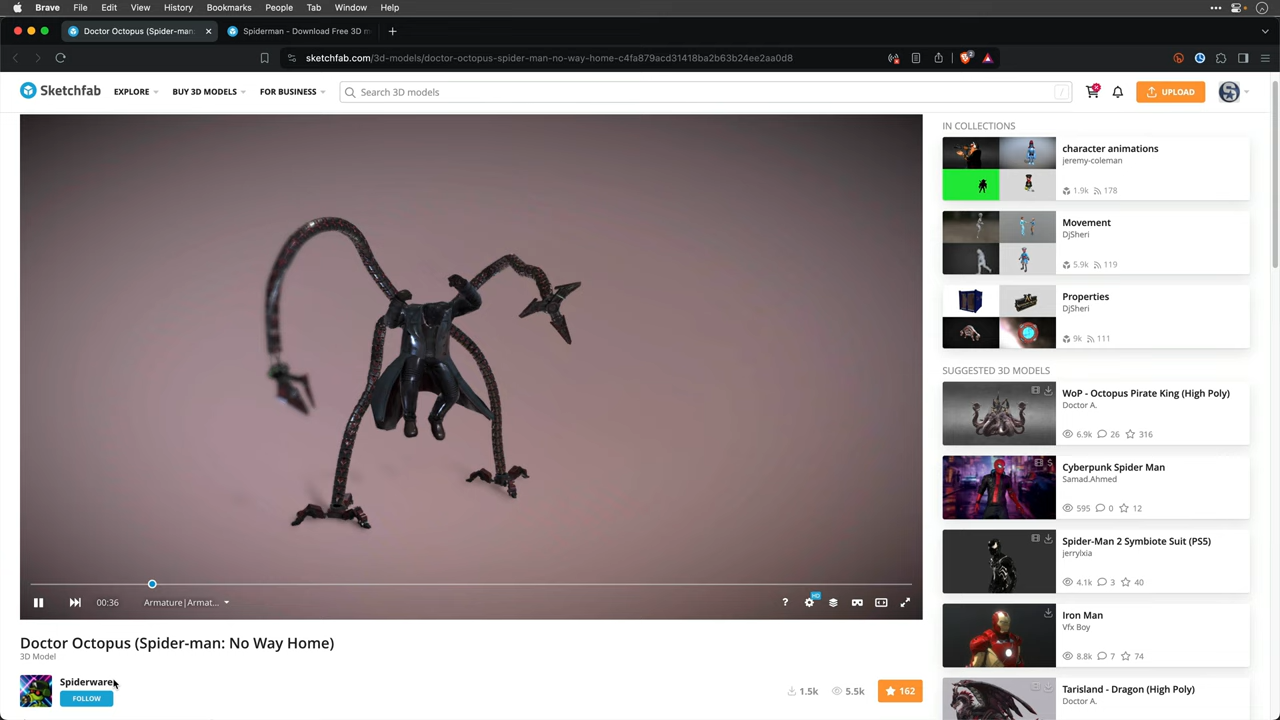 Brave File Edit View History Bookmarks People Tab Window Help
Doctor Octopus (Spider-man:
Spiderman - Download Free 3D m
sketchfab.com/3d-models/doctor-octopus-spider-man-no-way-home-c4fa879acd31418ba2b63b24ee2aa0d8
2
Sketchfab
EXPLORE
BUY 3D MODELS
FOR BUSINESS
Search 3D models
/
UPLOAD
IN COLLECTIONS
character animations
jeremy-coleman
1.9k 178
Movement
DjSheri
5.9k 119
Properties
DjSheri
9k 111
SUGGESTED 3D MODELS
WoP - Octopus Pirate King (High Poly)
Doctor A.
6.9k 26 316
Cyberpunk Spider Man
Samad.Ahmed
595 0 12
Spider-Man 2 Symbiote Suit (PS5)
jerrylxia
4.1k 3 40
Iron Man
Vfx Boy
8.8k 7 74
Tarisland - Dragon (High Poly)
Doctor A.
00:36
Armature|Armat...
?
HD
Doctor Octopus (Spider-man: No Way Home)
3D Model
Spiderware
FOLLOW
1.5k
5.5k
162